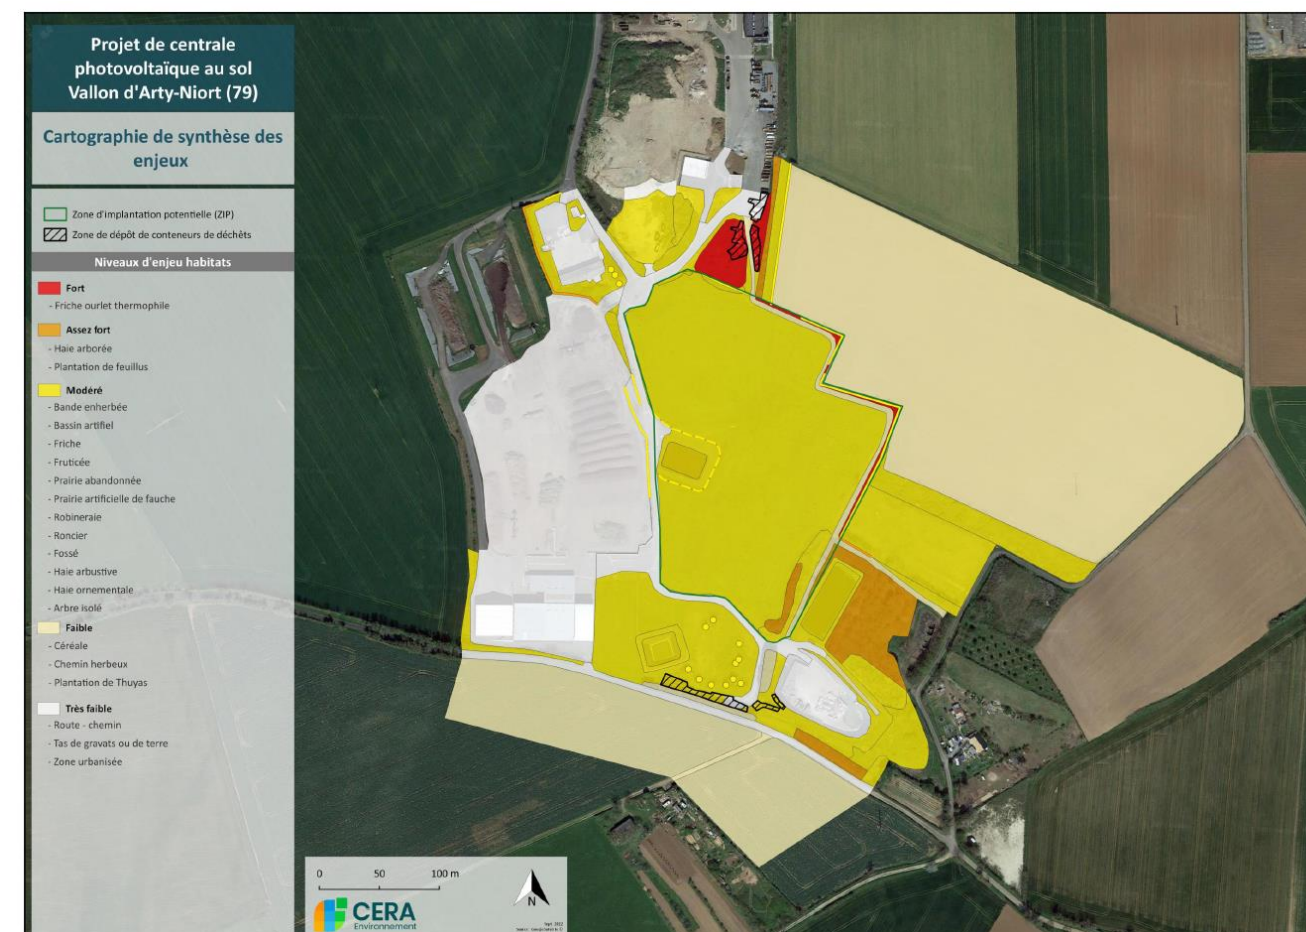 Projet de centrale
photovoltaïque au sol
Vallon d'Arty-Niort (79)
Cartographie de synthèse des
enjeux
Zone d'implantation potentielle (ZIP)
Zone de dépôt de conteneurs de déchêts
Niveaux d'enjeu habitats
Fort
- Friche ourlet thermophile
Assez fort
- Haie arborée
- Plantation de feuillus
Modéré
- Bande enherbée
- Bassin artifiel
- Friche
- Fruticée
- Prairie abandonnée
- Prairie artificielle de fauche
- Robineraie
- Roncier
- Fossé
- Haie arbustive
- Haie ornementale
- Arbre isolé
Faible
- Céréale
- Chemin herbeux
- Plantation de Thuyas
Très faible
- Route - chemin
- Tas de gravats ou de terre
- Zone urbanisée
0 50 100 m
N
CERA
Environnement